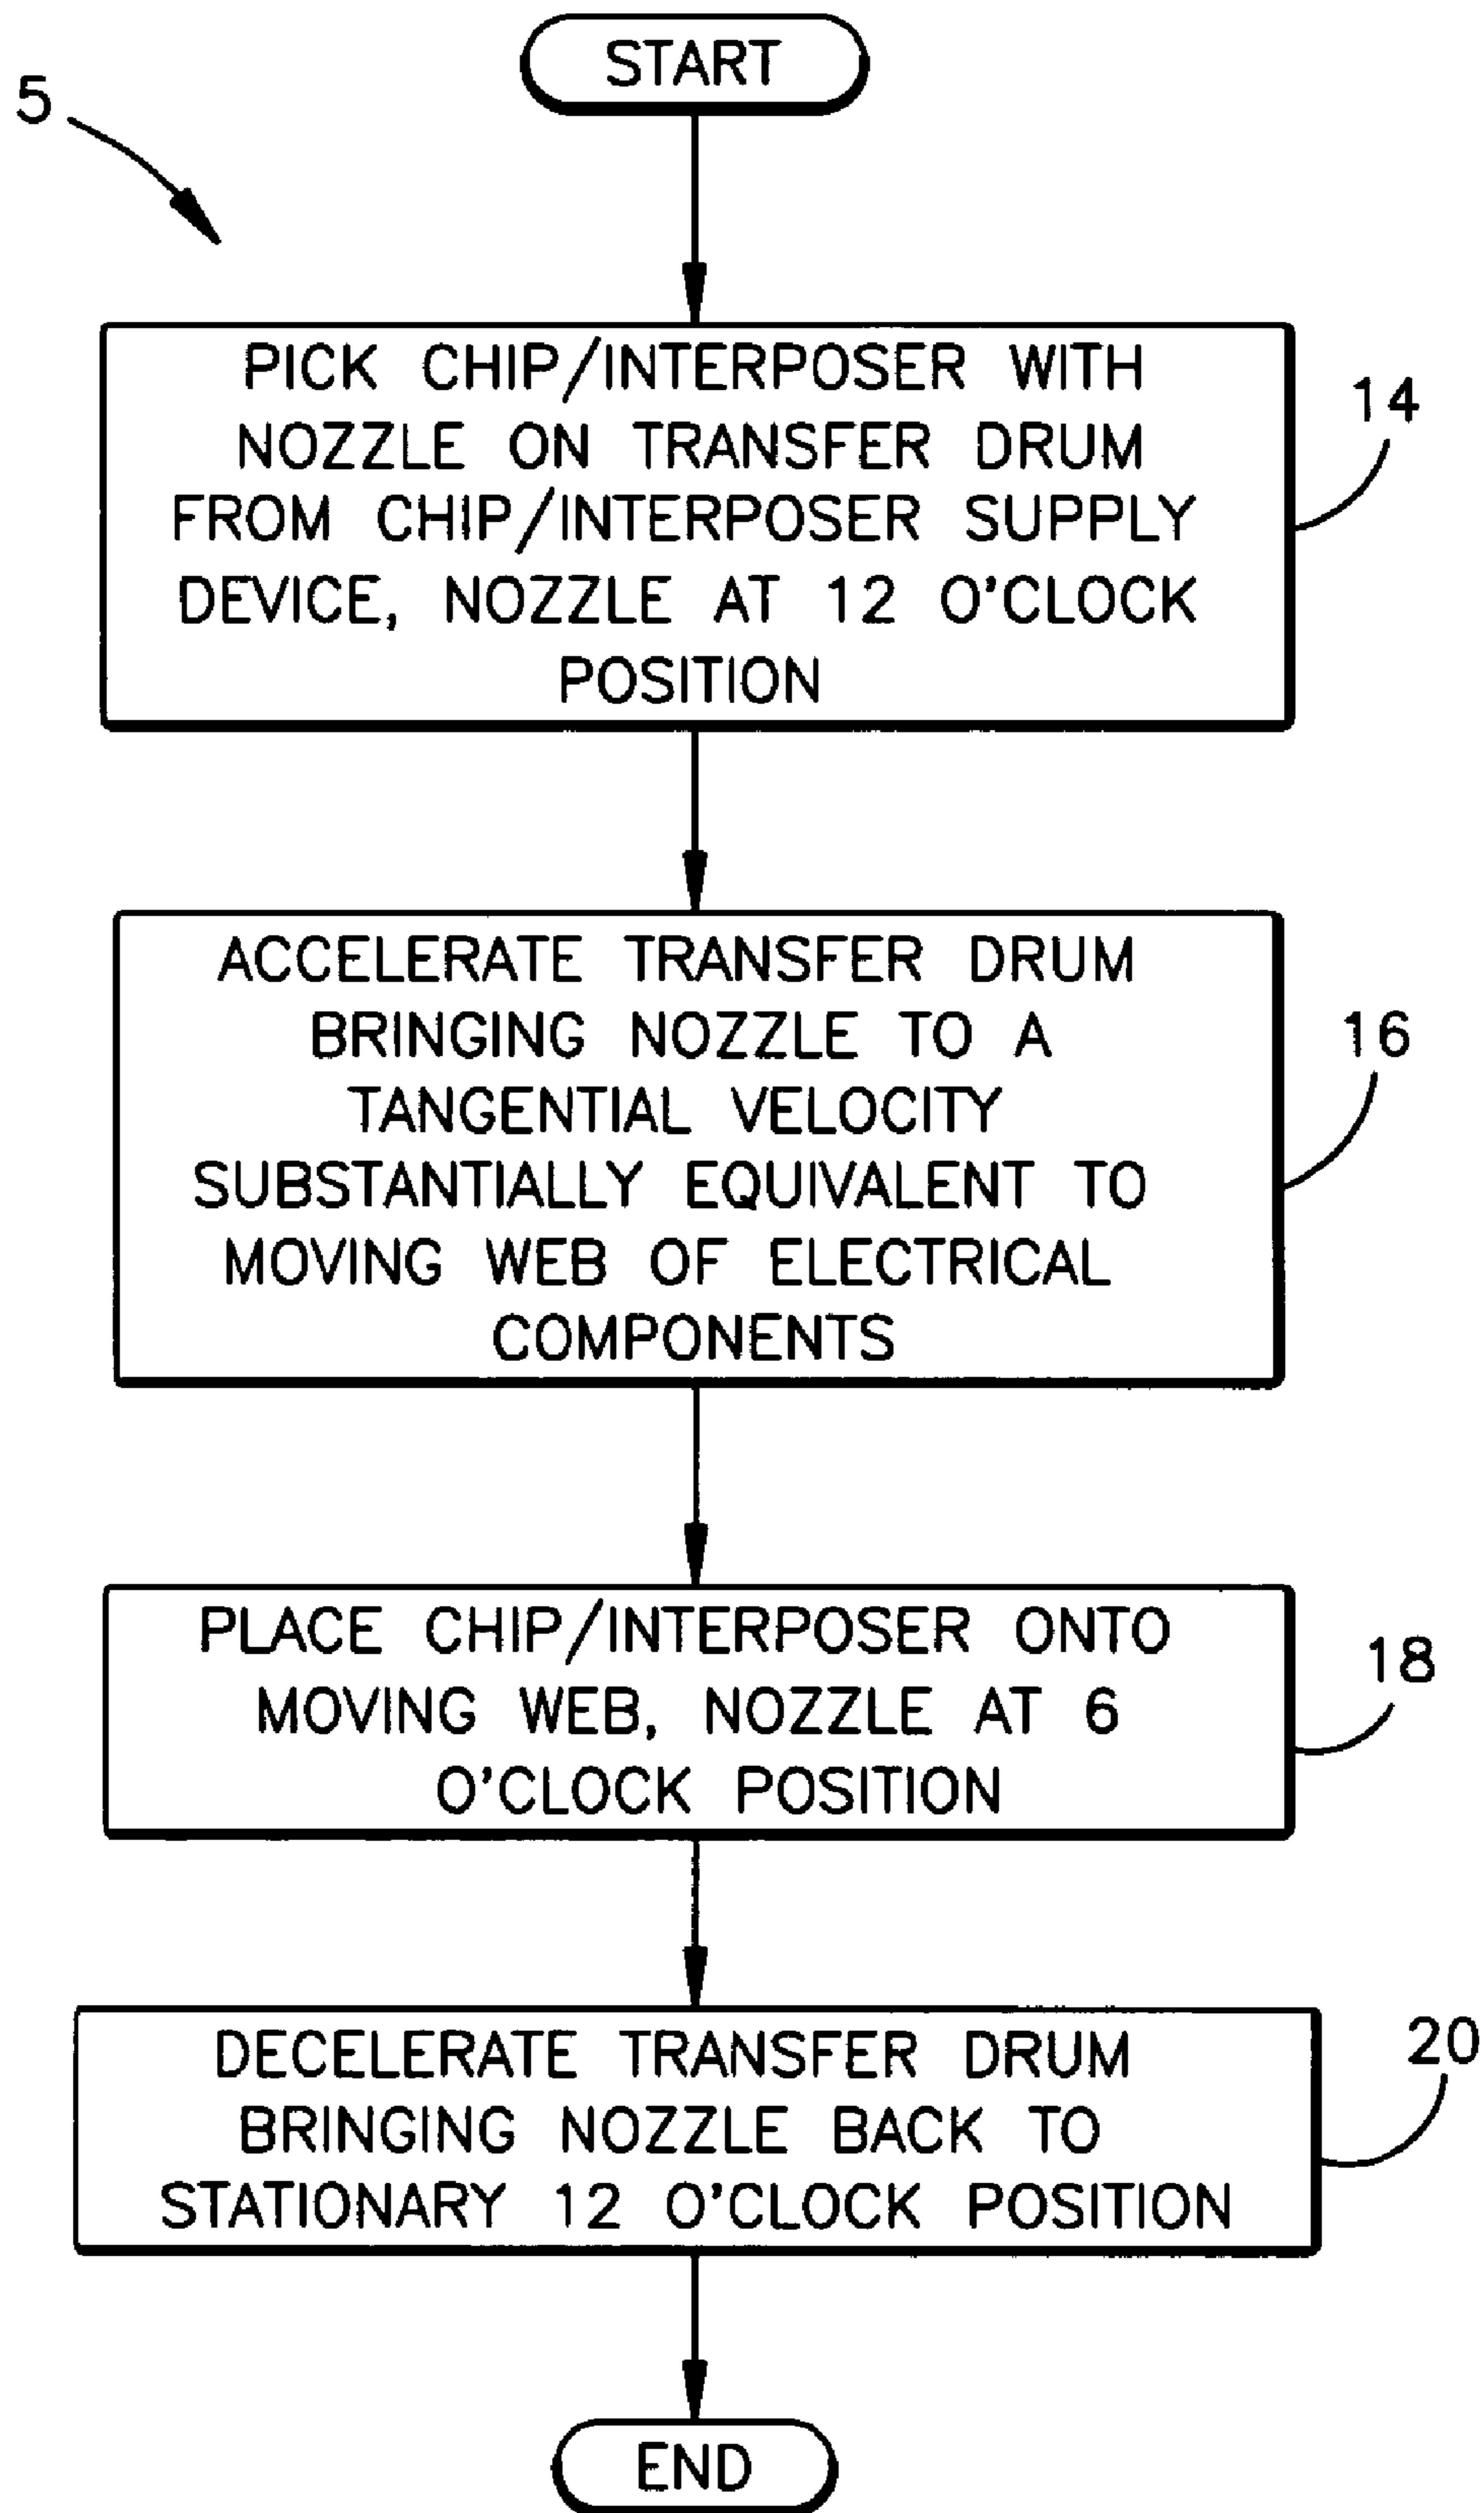 START
5
PICK CHIP/INTERPOSER WITH
NOZZLE ON TRANSFER DRUM
FROM CHIP/INTERPOSER SUPPLY
DEVICE, NOZZLE AT 12 O'CLOCK
POSITION
14
ACCELERATE TRANSFER DRUM
BRINGING NOZZLE TO A
TANGENTIAL VELOCITY
SUBSTANTIALLY EQUIVALENT TO
MOVING WEB OF ELECTRICAL
COMPONENTS
16
PLACE CHIP/INTERPOSER ONTO
MOVING WEB, NOZZLE AT 6
O'CLOCK POSITION
18
DECELERATE TRANSFER DRUM
BRINGING NOZZLE BACK TO
STATIONARY 12 O'CLOCK POSITION
20
END